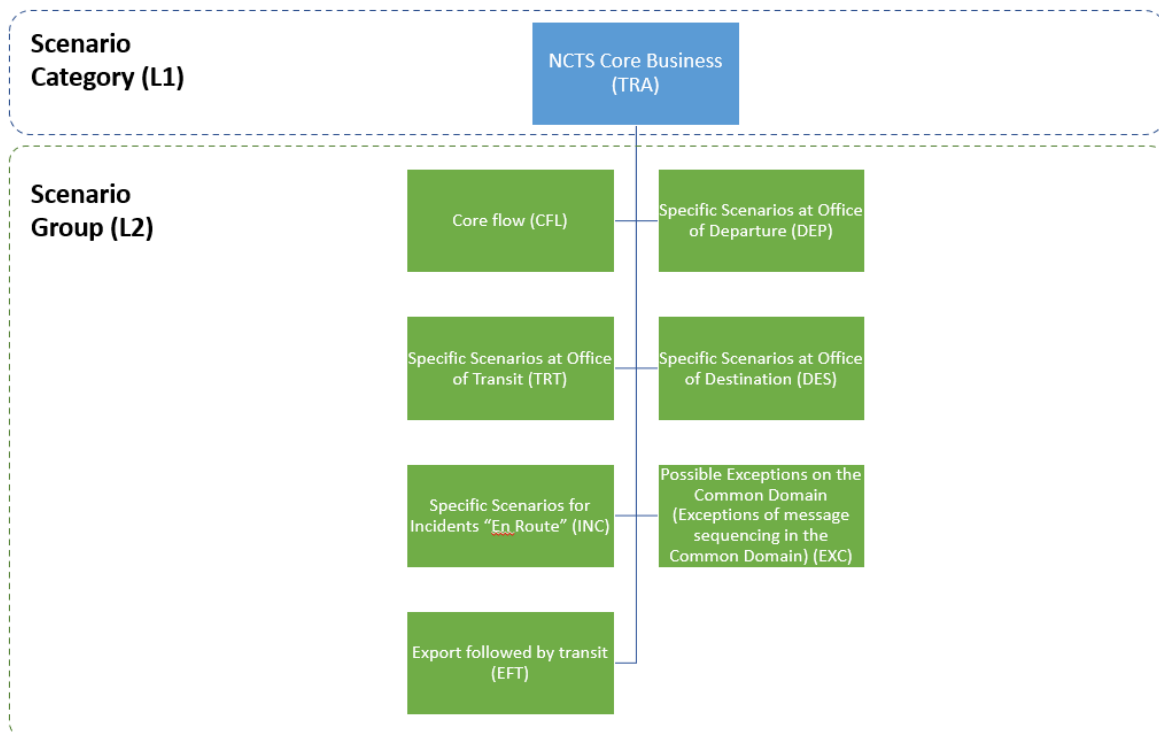 Scenario
Category (L1)
NCTS Core Business
(TRA)
Scenario
Group (L2)
Core flow (CFL)
Specific Scenarios at Office
of Departure (DEP)
Specific Scenarios at Office
of Transit (TRT)
Specific Scenarios at Office
of Destination (DES)
Specific Scenarios for
Incidents “En Route” (INC)
Possible Exceptions on the
Common Domain
(Exceptions of message
sequencing in the
Common Domain) (EXC)
Export followed by transit
(EFT)